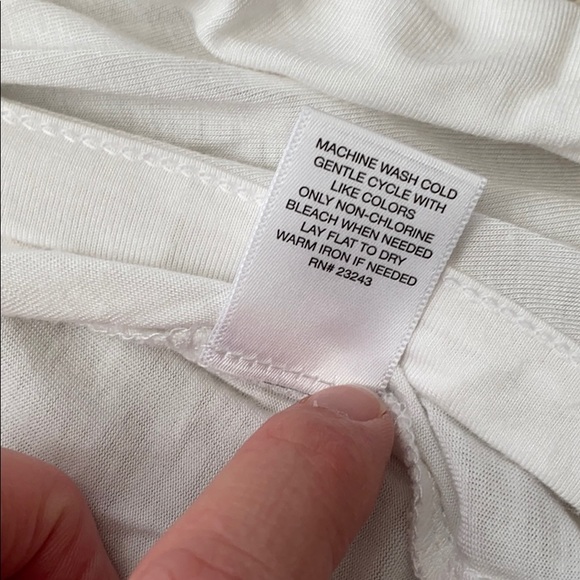 MACHINE WASH COLD
GENTLE CYCLE WITH
LIKE COLORS
ONLY NON-CHLORINE
BLEACH WHEN NEEDED
LAY FLAT TO DRY
WARM IRON IF NEEDED
RN# 23243